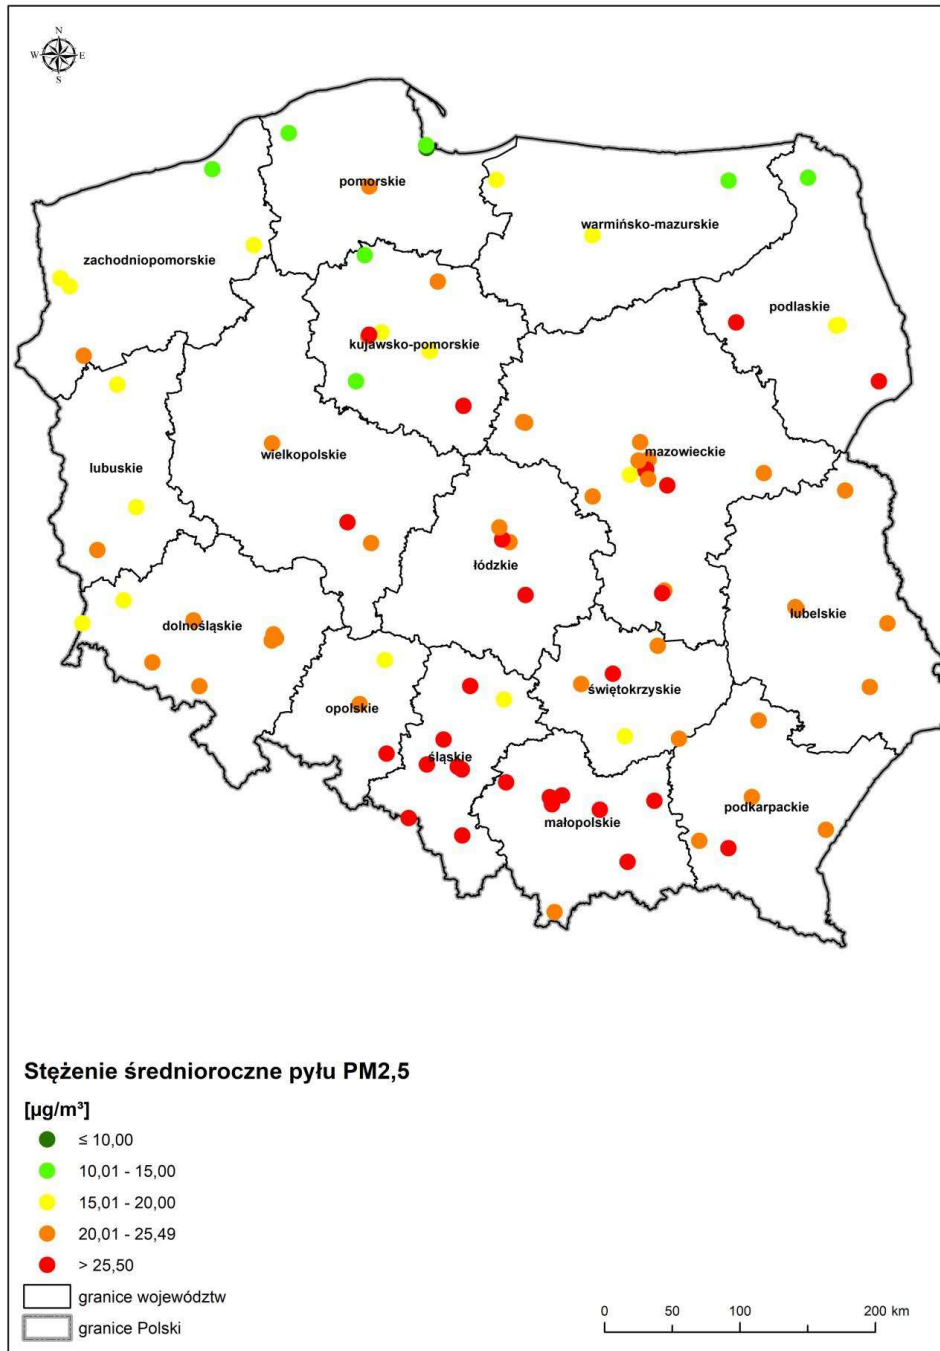 N
W E
S
pomorskie
warmińsko-mazurskie
zachodniopomorskie
podlaskie
kujawsko-pomorskie
mazowieckie
wielkopolskie
lubuskie
łódzkie
lubelskie
dolnośląskie
świętokrzyskie
opolskie
śląskie
podkarpackie
małopolskie
Stężenie średnioroczne pyłu PM2,5
[µg/m³]
≤ 10,00
10,01 - 15,00
15,01 - 20,00
20,01 - 25,49
> 25,50
granice województw
granice Polski
0 50 100 200 km